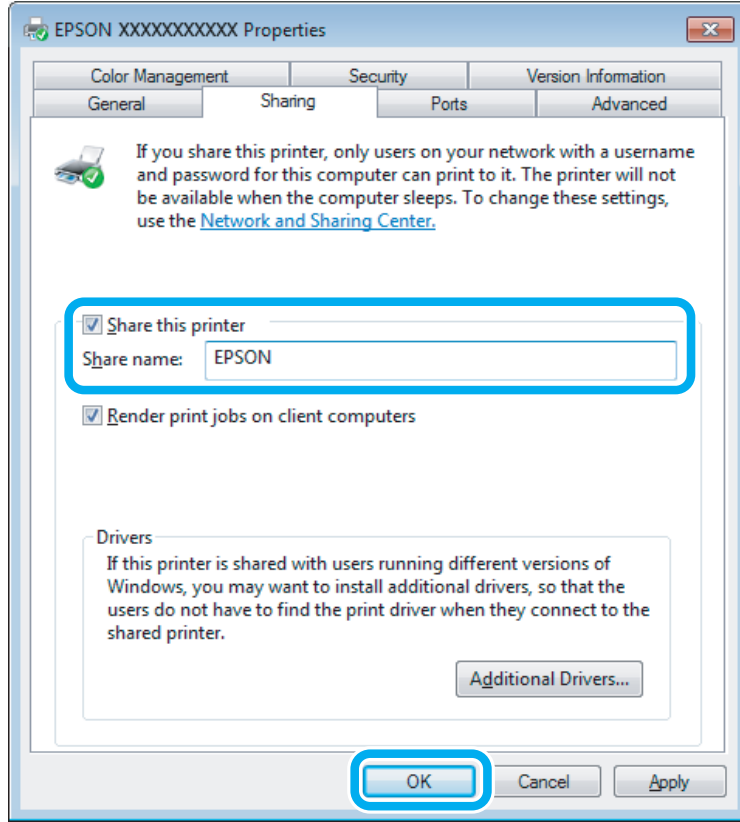 EPSON XXXXXXXXXXX Properties
Color Management Security Version Information
General Sharing Ports Advanced
If you share this printer, only users on your network with a username
and password for this computer can print to it. The printer will not
be available when the computer sleeps. To change these settings,
use the Network and Sharing Center.
Share this printer
Share name: EPSON
Render print jobs on client computers
Drivers
If this printer is shared with users running different versions of
Windows, you may want to install additional drivers, so that the
users do not have to find the print driver when they connect to the
shared printer.
Additional Drivers...
OK Cancel Apply